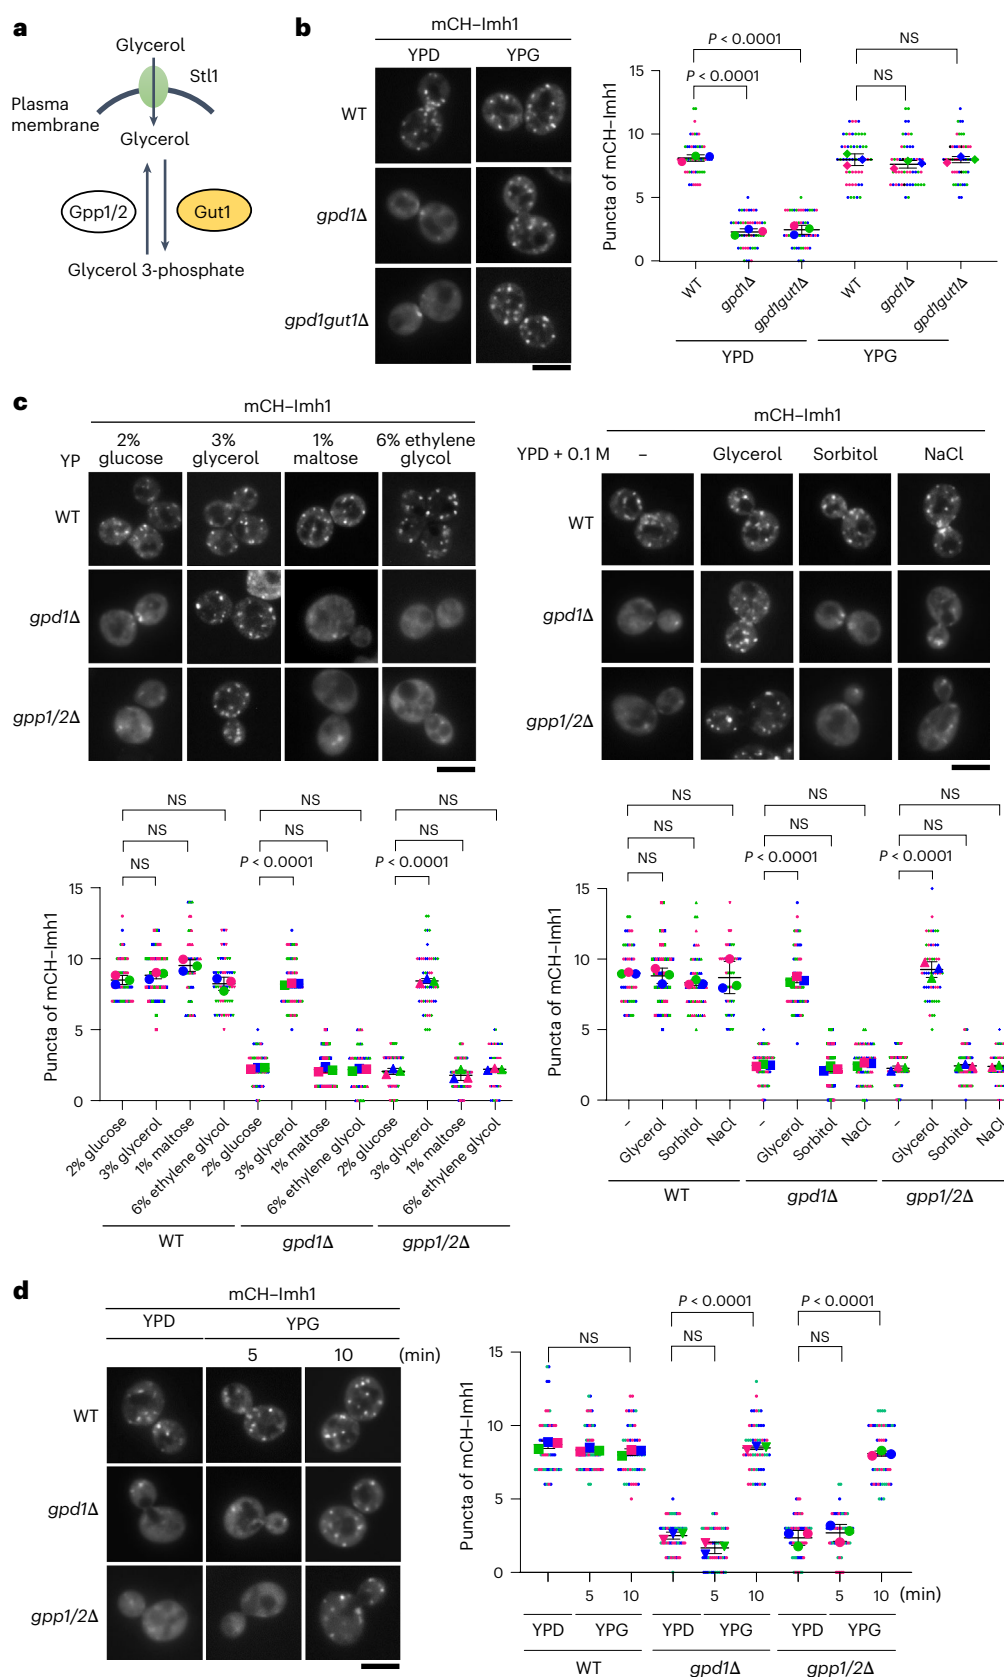 a
Glycerol
Stl1
Plasma
membrane
Glycerol
Gpp1/2
Gut1
Glycerol 3-phosphate
b
mCH–Imh1
YPD YPG
WT
gpd1Δ
gpd1gut1Δ
P < 0.0001
P < 0.0001
NS
NS
Puncta of mCH–Imh1
15
10
5
0
WT gpd1Δ gpd1gut1Δ WT gpd1Δ gpd1gut1Δ
YPD YPG
c
mCH–Imh1
YP 2% glucose 3% glycerol 1% maltose 6% ethylene glycol
WT
gpd1Δ
gpp1/2Δ
mCH–Imh1
YPD + 0.1 M – Glycerol Sorbitol NaCl
WT
gpd1Δ
gpp1/2Δ
NS NS NS
NS NS NS
NS P < 0.0001 P < 0.0001
Puncta of mCH–Imh1
15
10
5
0
2% glucose 3% glycerol 1% maltose 6% ethylene glycol 2% glucose 3% glycerol 1% maltose 6% ethylene glycol 2% glucose 3% glycerol 1% maltose 6% ethylene glycol
WT gpd1Δ gpp1/2Δ
NS NS NS
NS NS NS
NS P < 0.0001 P < 0.0001
Puncta of mCH–Imh1
15
10
5
0
- Glycerol Sorbitol NaCl - Glycerol Sorbitol NaCl - Glycerol Sorbitol NaCl
WT gpd1Δ gpp1/2Δ
d
mCH–Imh1
YPD YPG
5 10 (min)
WT
gpd1Δ
gpp1/2Δ
P < 0.0001 P < 0.0001
NS NS NS
Puncta of mCH–Imh1
15
10
5
0
5 10 5 10 5 10 (min)
YPD YPG YPD YPG YPD YPG
WT gpd1Δ gpp1/2Δ